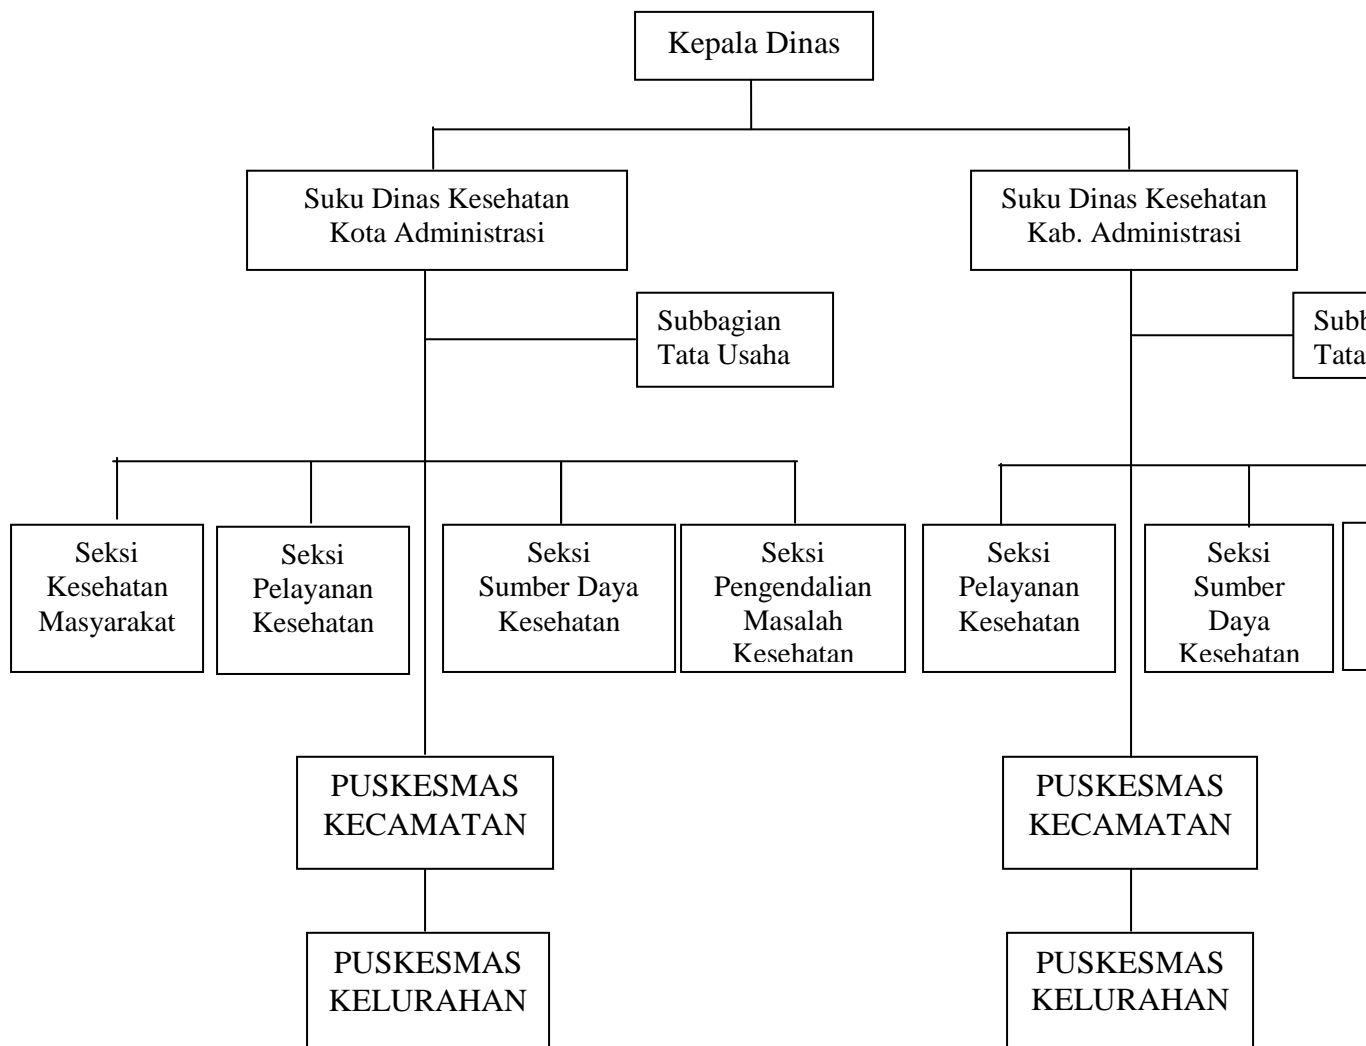 Kepala Dinas
Suku Dinas Kesehatan
Kota Administrasi
Suku Dinas Kesehatan
Kab. Administrasi
Subbagian
Tata Usaha
Tata
Seksi
Kesehatan
Masyarakat
Seksi
Pelayanan
Kesehatan
Seksi
Sumber Daya
Kesehatan
Seksi
Pengendalian
Masalah
Kesehatan
Seksi
Pelayanan
Kesehatan
Seksi
Sumber
Daya
Kesehatan
PUSKESMAS
KECAMATAN
PUSKESMAS
KECAMATAN
PUSKESMAS
KELURAHAN
PUSKESMAS
KELURAHAN